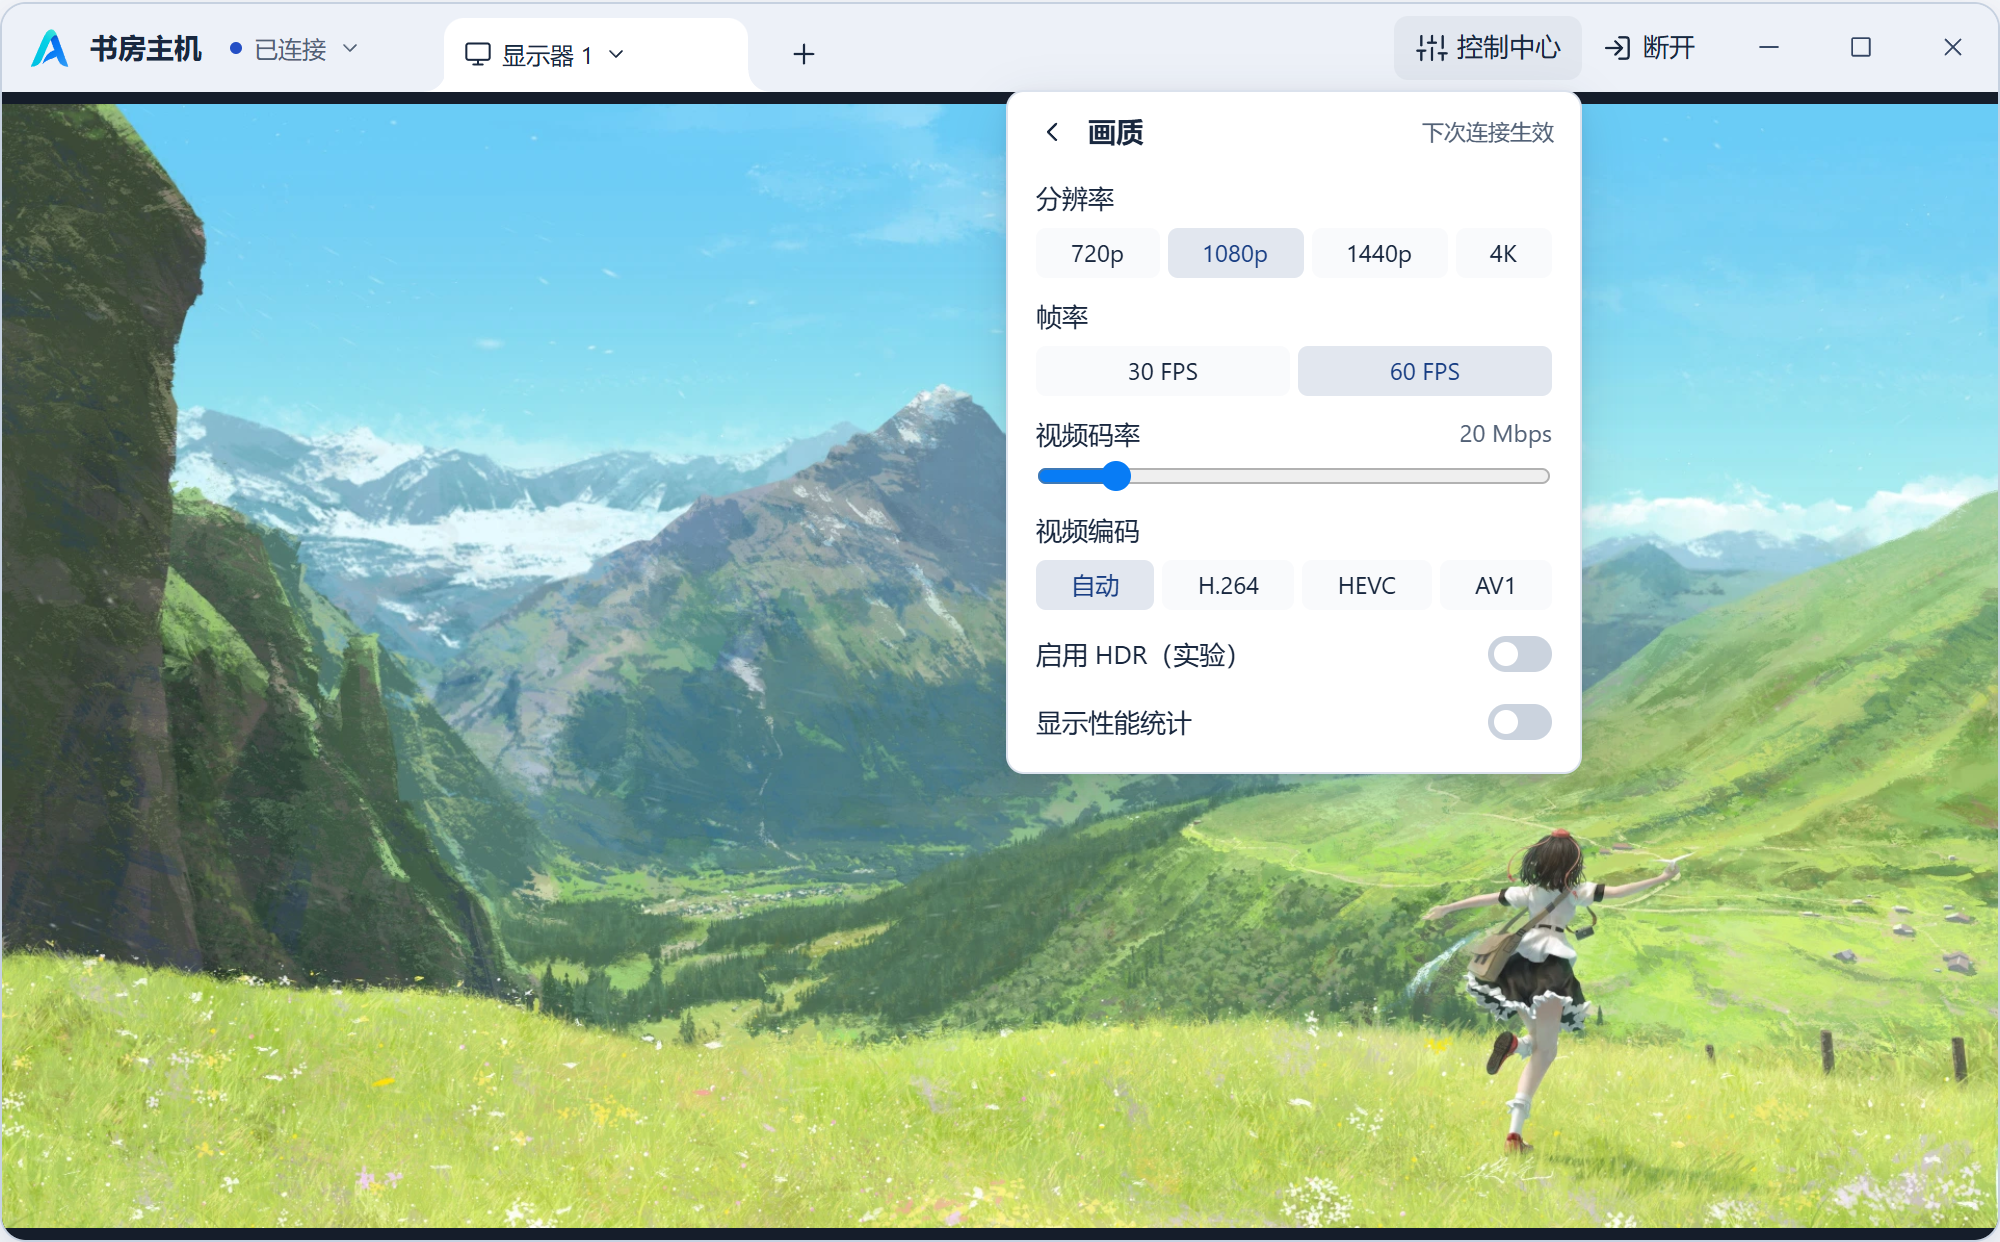 书房主机 已连接 显示器 1 控制中心 断开
画质 下次连接生效
分辨率
720p 1080p 1440p 4K
帧率
30 FPS 60 FPS
视频码率 20 Mbps
视频编码
自动 H.264 HEVC AV1
启用 HDR（实验）
显示性能统计